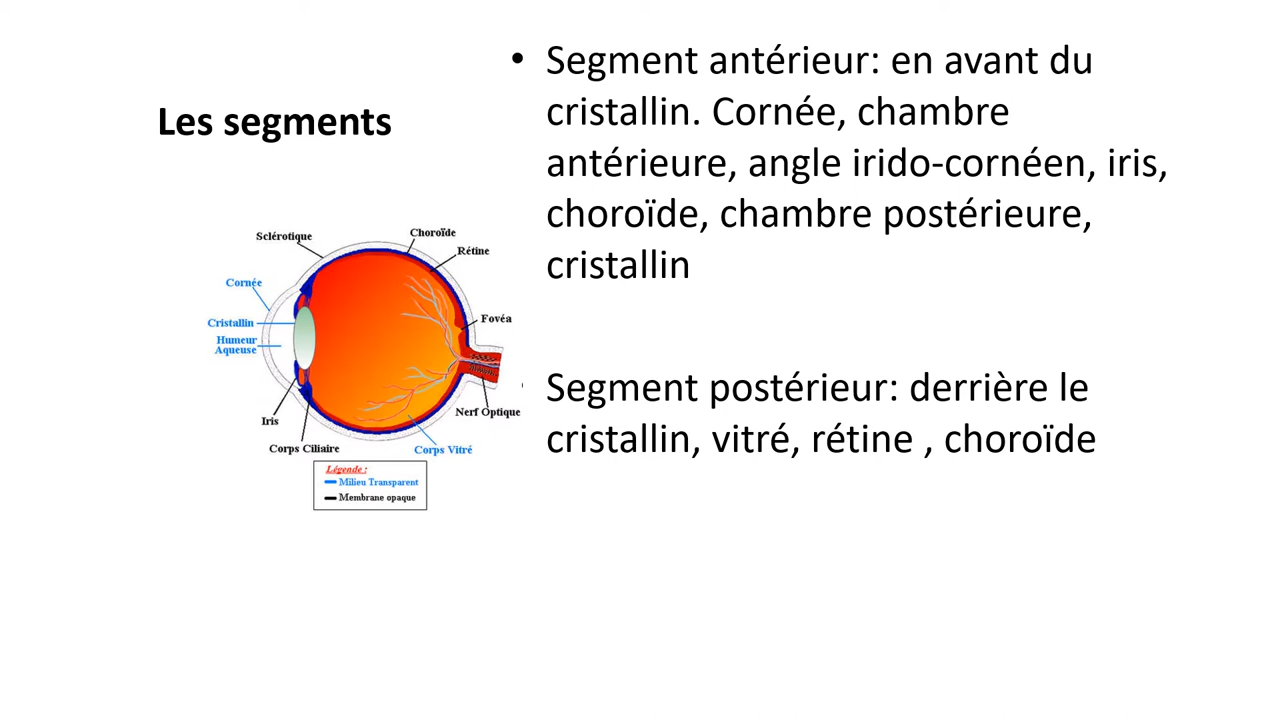 Les segments
• Segment antérieur: en avant du
cristallin. Cornée, chambre
antérieure, angle irido-cornéen, iris,
choroïde, chambre postérieure,
cristallin
• Segment postérieur: derrière le
cristallin, vitré, rétine , choroïde
Sclérotique
Choroïde
Rétine
Cornée
Cristallin
Humeur
Aqueuse
Fovéa
Iris
Nerf Optique
Corps Ciliaire
Corps Vitré
Légende :
Milieu Transparent
Membrane opaque